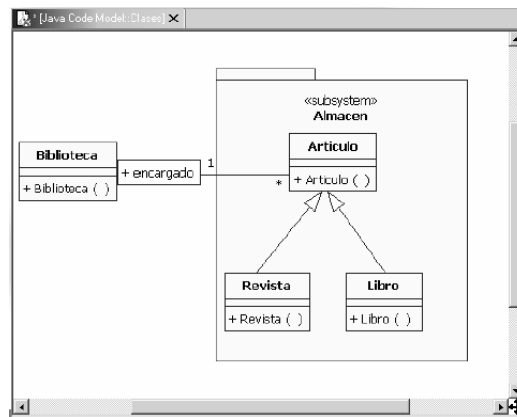 * [Java Code Model::Clases]
«subsystem»
Almacen
Articulo
+ Articulo ( )
Biblioteca
+ Biblioteca ( )
+ encargado
1
*
Revista
+ Revista ( )
Libro
+ Libro ( )